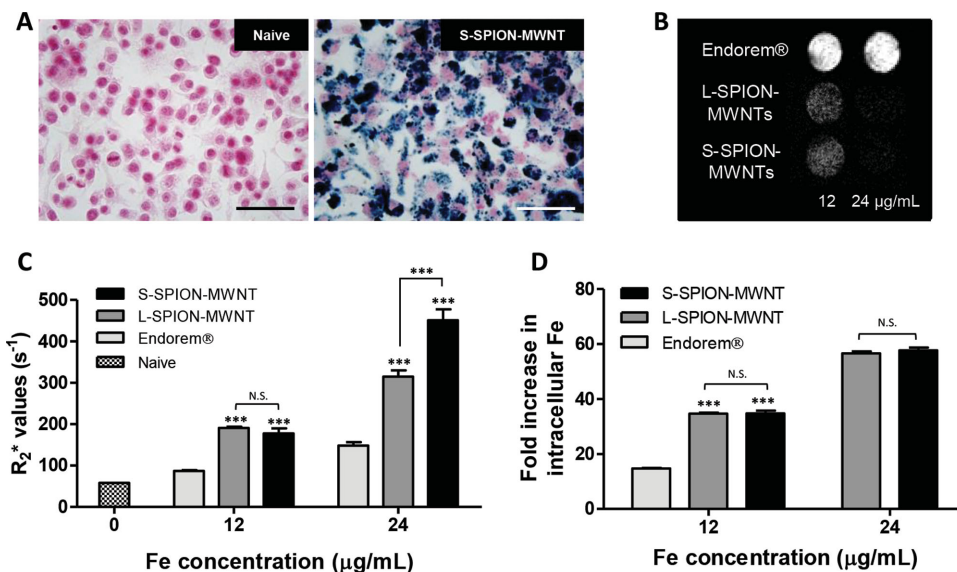 A
Naive
S-SPION-MWNT
B
Endorem®
L-SPION-
MWNTs
S-SPION-
MWNTs
12 24 µg/mL
C
S-SPION-MWNT
L-SPION-MWNT
Endorem®
Naive
R2* values (s-1)
500
400
300
200
100
0
N.S.
***
***
***
***
***
0 12 24
Fe concentration (µg/mL)
D
S-SPION-MWNT
L-SPION-MWNT
Endorem®
Fold increase in
intracellular Fe
80
60
40
20
0
N.S.
***
***
N.S.
12 24
Fe concentration (µg/mL)